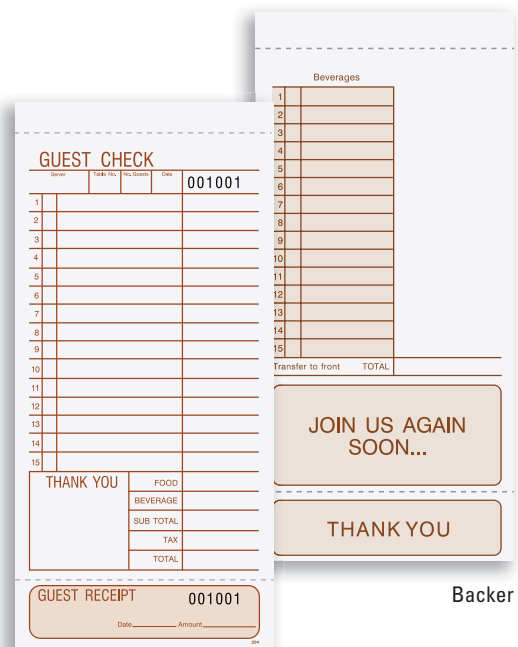 GUEST CHECK
Server Table No. No. Guests Date 001001
1
2
3
4
5
6
7
8
9
10
11
12
13
14
15
THANK YOU FOOD
BEVERAGE
SUB TOTAL
TAX
TOTAL
GUEST RECEIPT 001001
Date Amount
204
Beverages
1
2
3
4
5
6
7
8
9
10
11
12
13
14
15
Transfer to front TOTAL
JOIN US AGAIN
SOON...
THANK YOU
Backer